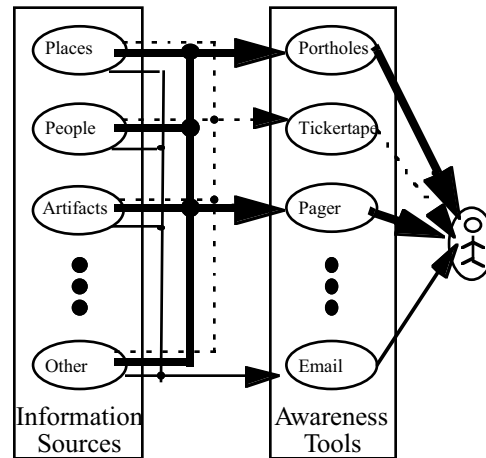 Places
People
Artifacts
Other
Information
Sources
Portholes
Tickertape
Pager
Email
Awareness
Tools